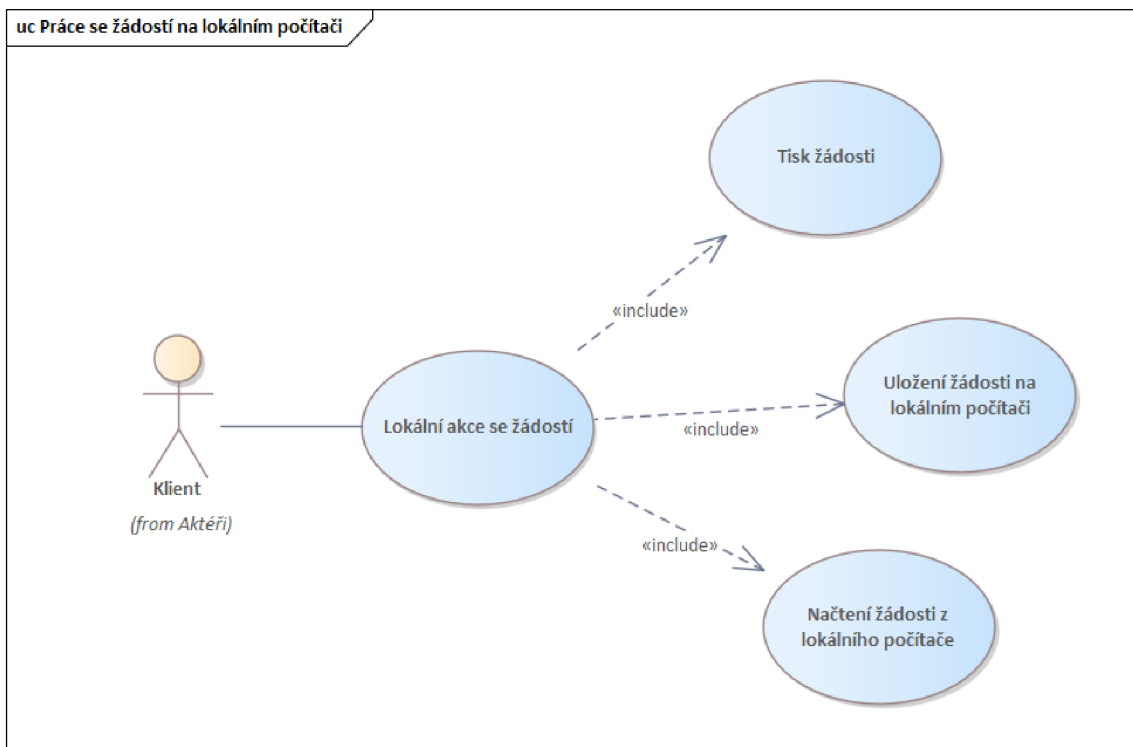 uc Práce se žádostí na lokálním počítači
Tisk žádosti
«include»
Uložení žádosti na
lokálním počítači
Lokální akce se žádostí
«include»
Klient
(from Aktéři)
«include»
Načtení žádosti z
lokálního počítače